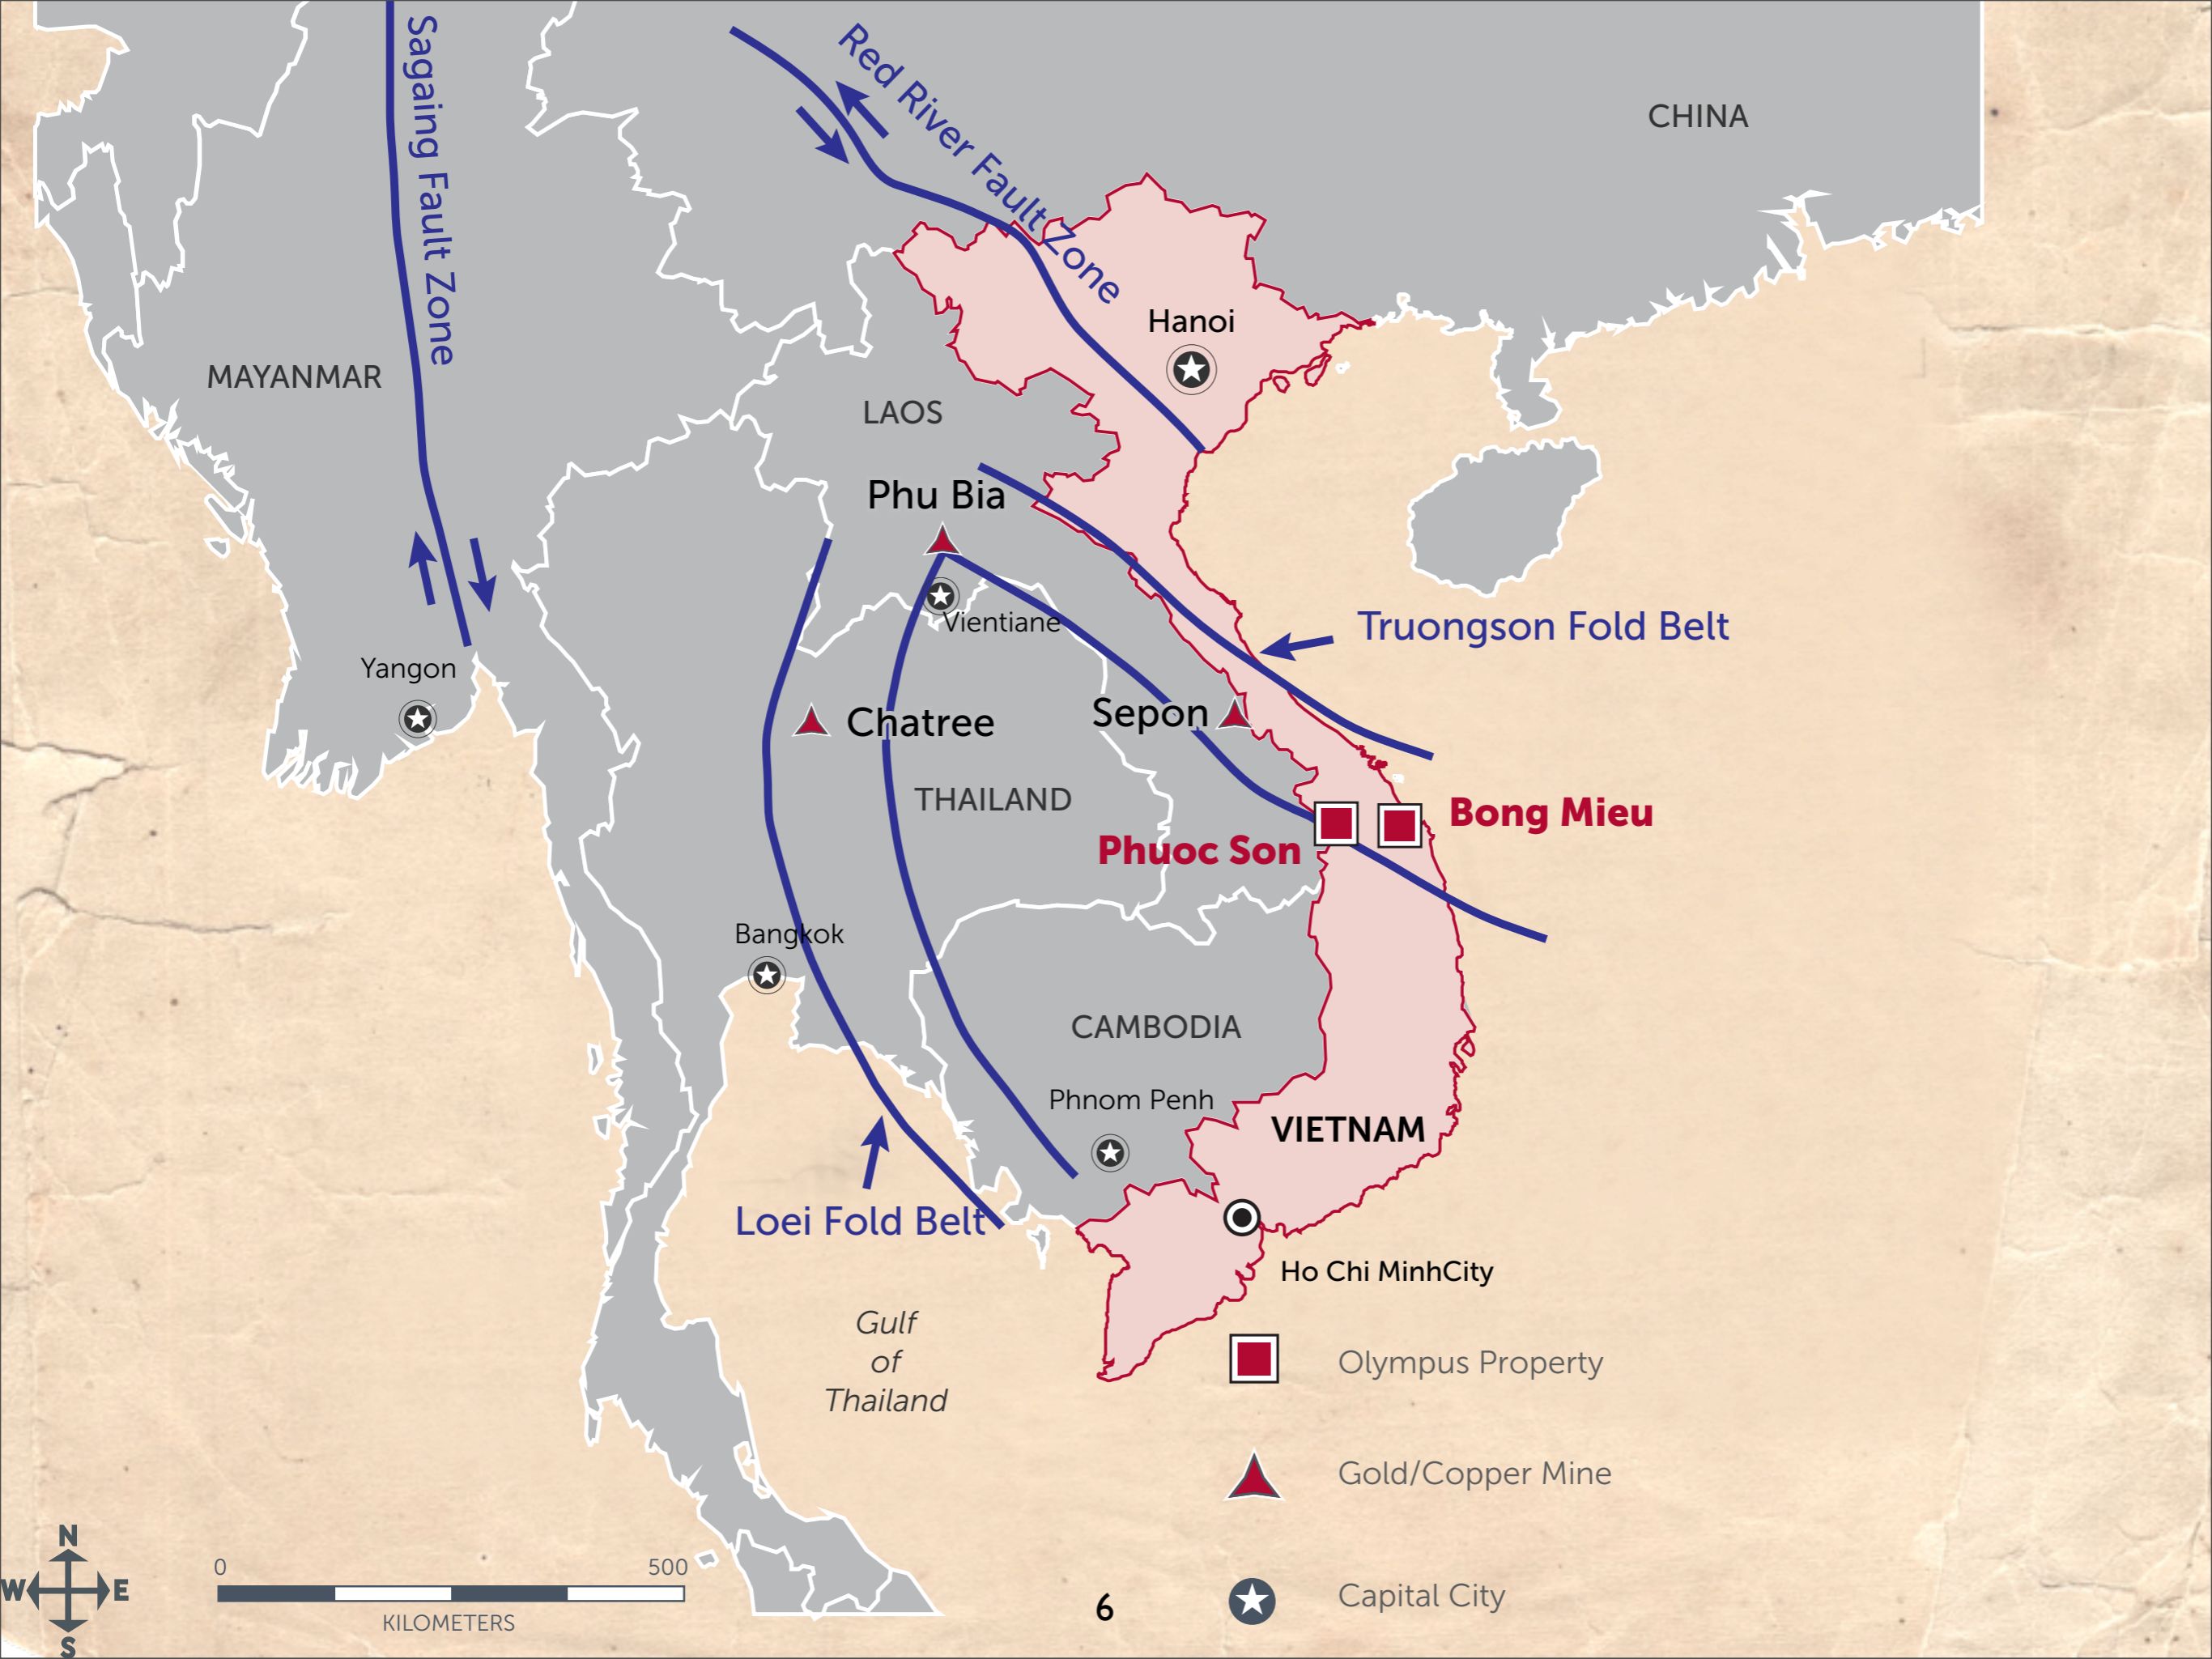 Sagaing Fault Zone
Red River Fault Zone
CHINA
Hanoi
MAYANMAR
LAOS
Phu Bia
Vientiane
Truongson Fold Belt
Yangon
Chatree
Sepon
THAILAND
Bong Mieu
Phuoc Son
Bangkok
CAMBODIA
Phnom Penh
VIETNAM
Loei Fold Belt
Ho Chi MinhCity
Gulf
of
Thailand
Olympus Property
Gold/Copper Mine
Capital City
N
W E
S
0 500
KILOMETERS
6